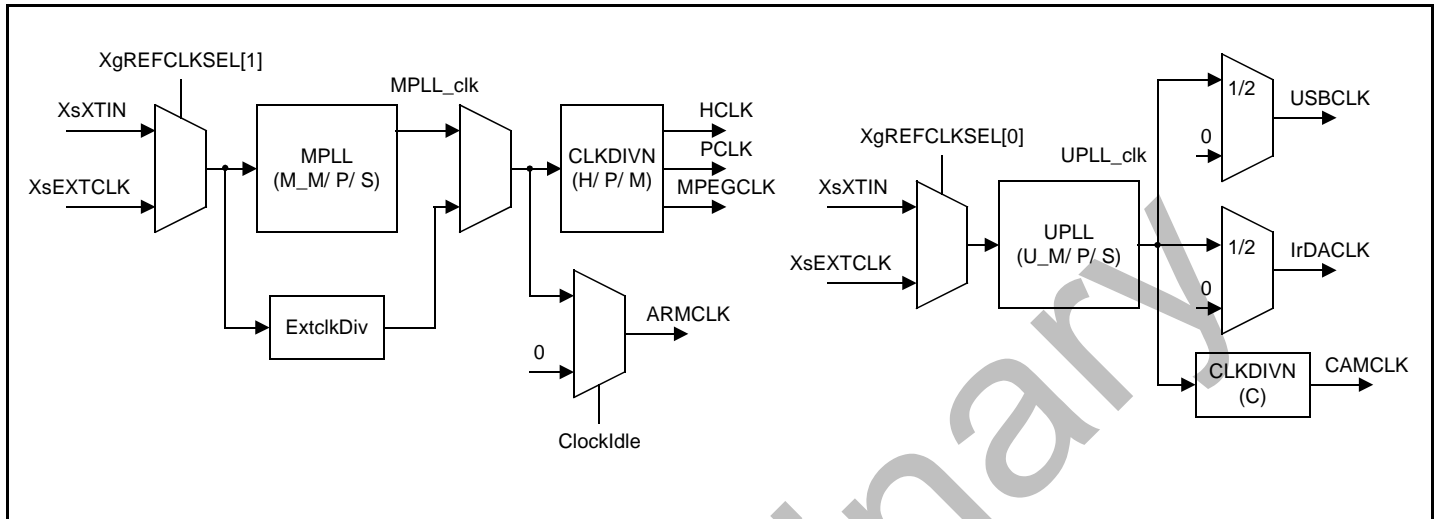 XgREFCLKSEL[1]
XsXTIN
XsEXTCLK
MPLL
(M_M/ P/ S)
ExtclkDiv
MPLL_clk
CLKDIVN
(H/ P/ M)
HCLK
PCLK
MPEGCLK
0
ARMCLK
ClockIdle
XgREFCLKSEL[0]
XsXTIN
XsEXTCLK
UPLL
(U_M/ P/ S)
UPLL_clk
1/2
0
USBCLK
1/2
0
IrDACLK
CLKDIVN
(C)
CAMCLK
inary